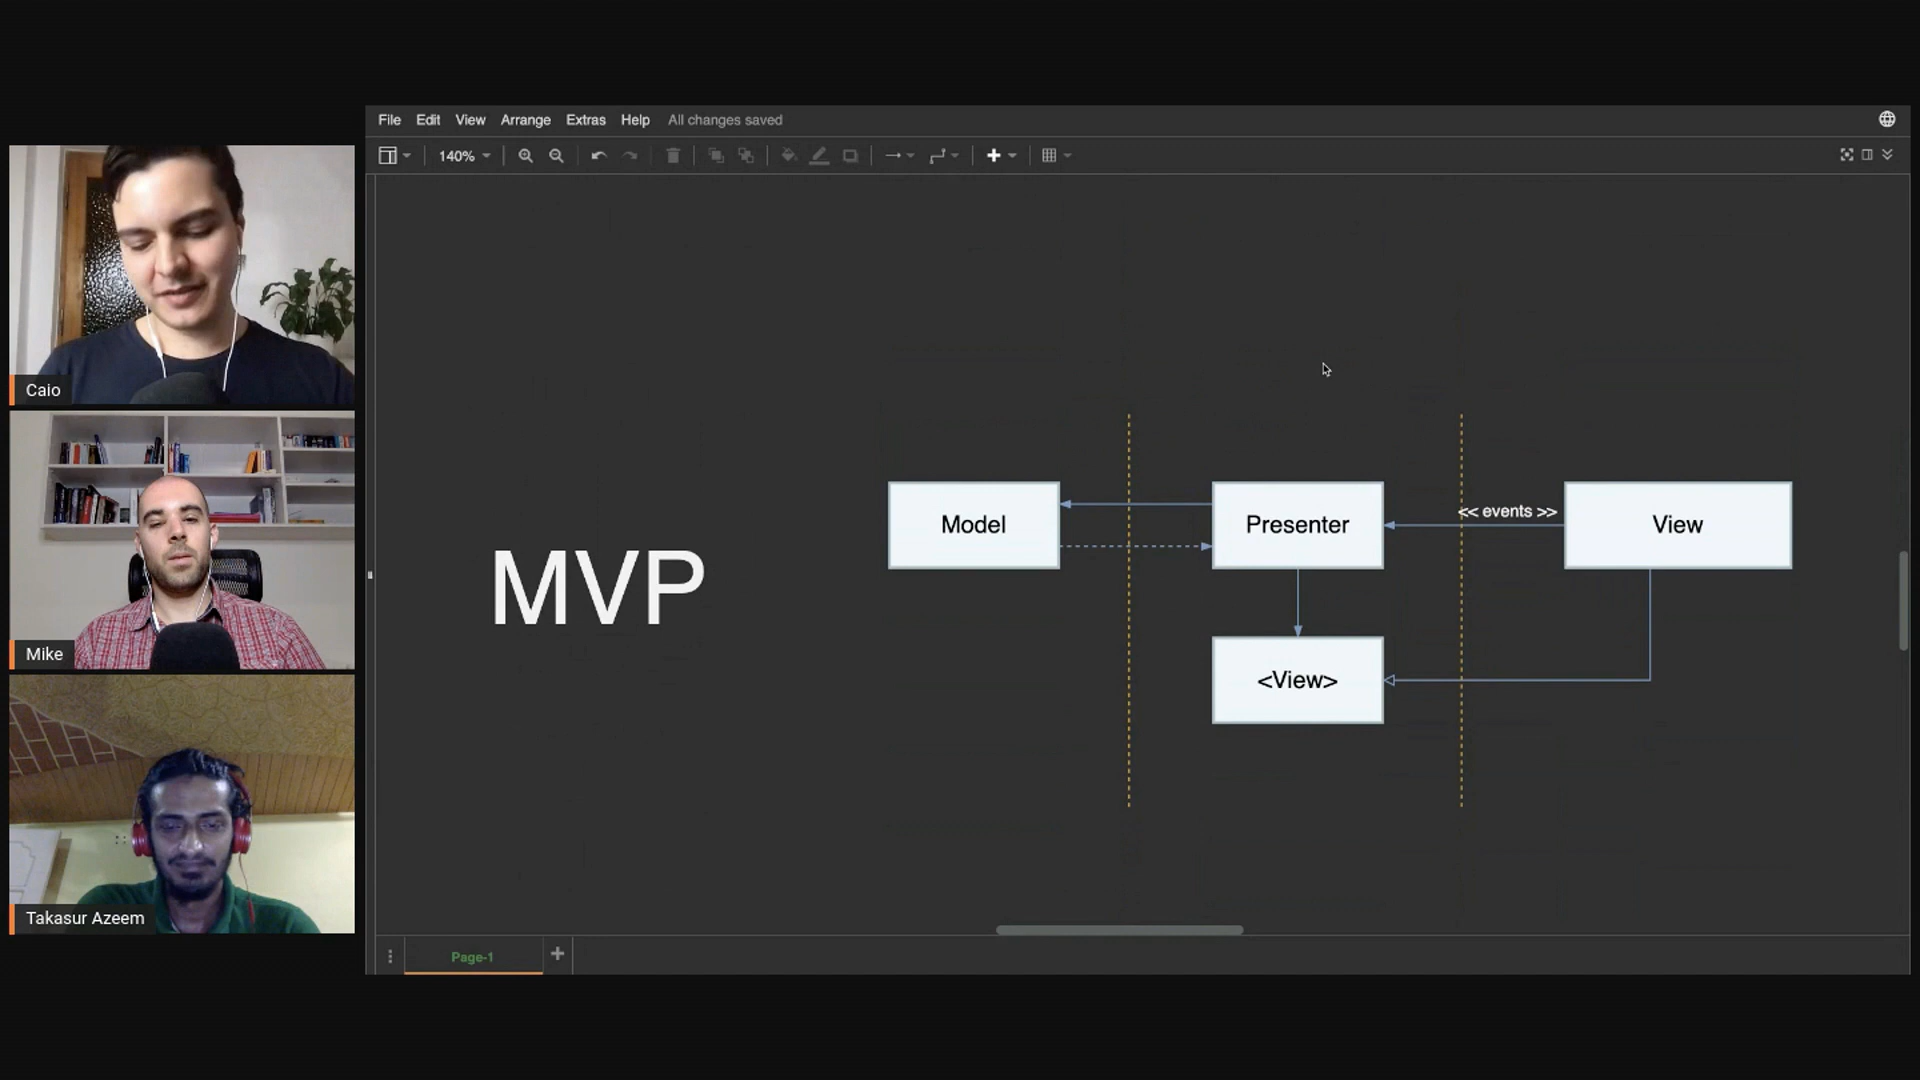 File Edit View Arrange Extras Help All changes saved
140%
Caio
Mike
Takasur Azeem
MVP
Model
Presenter
<< events >>
View
<View>
Page-1